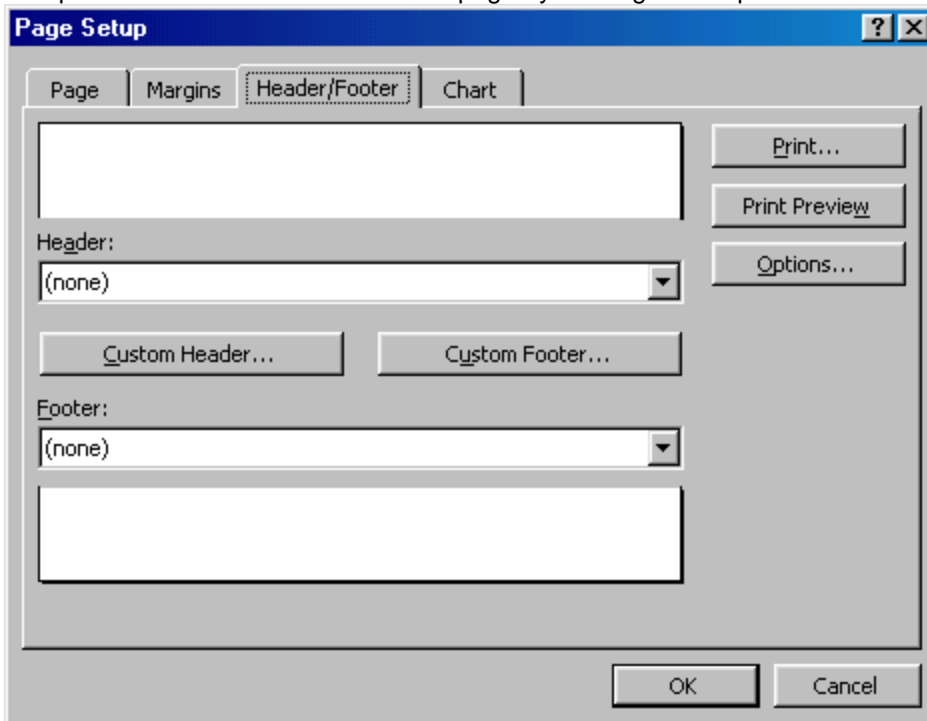 Page Setup
Page Margins Header/Footer Chart
Print...
Print Preview
Header:
Options...
(none)
Custom Header... Custom Footer...
Footer:
(none)
OK Cancel